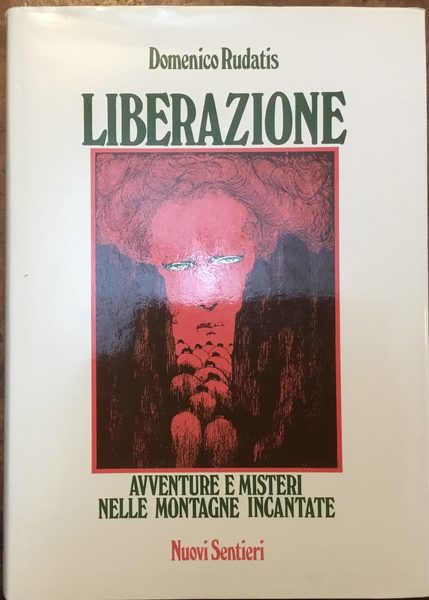 Domenico Rudatis
LIBERAZIONE
AVVENTURE E MISTERI
NELLE MONTAGNE INCANTATE
Nuovi Sentieri